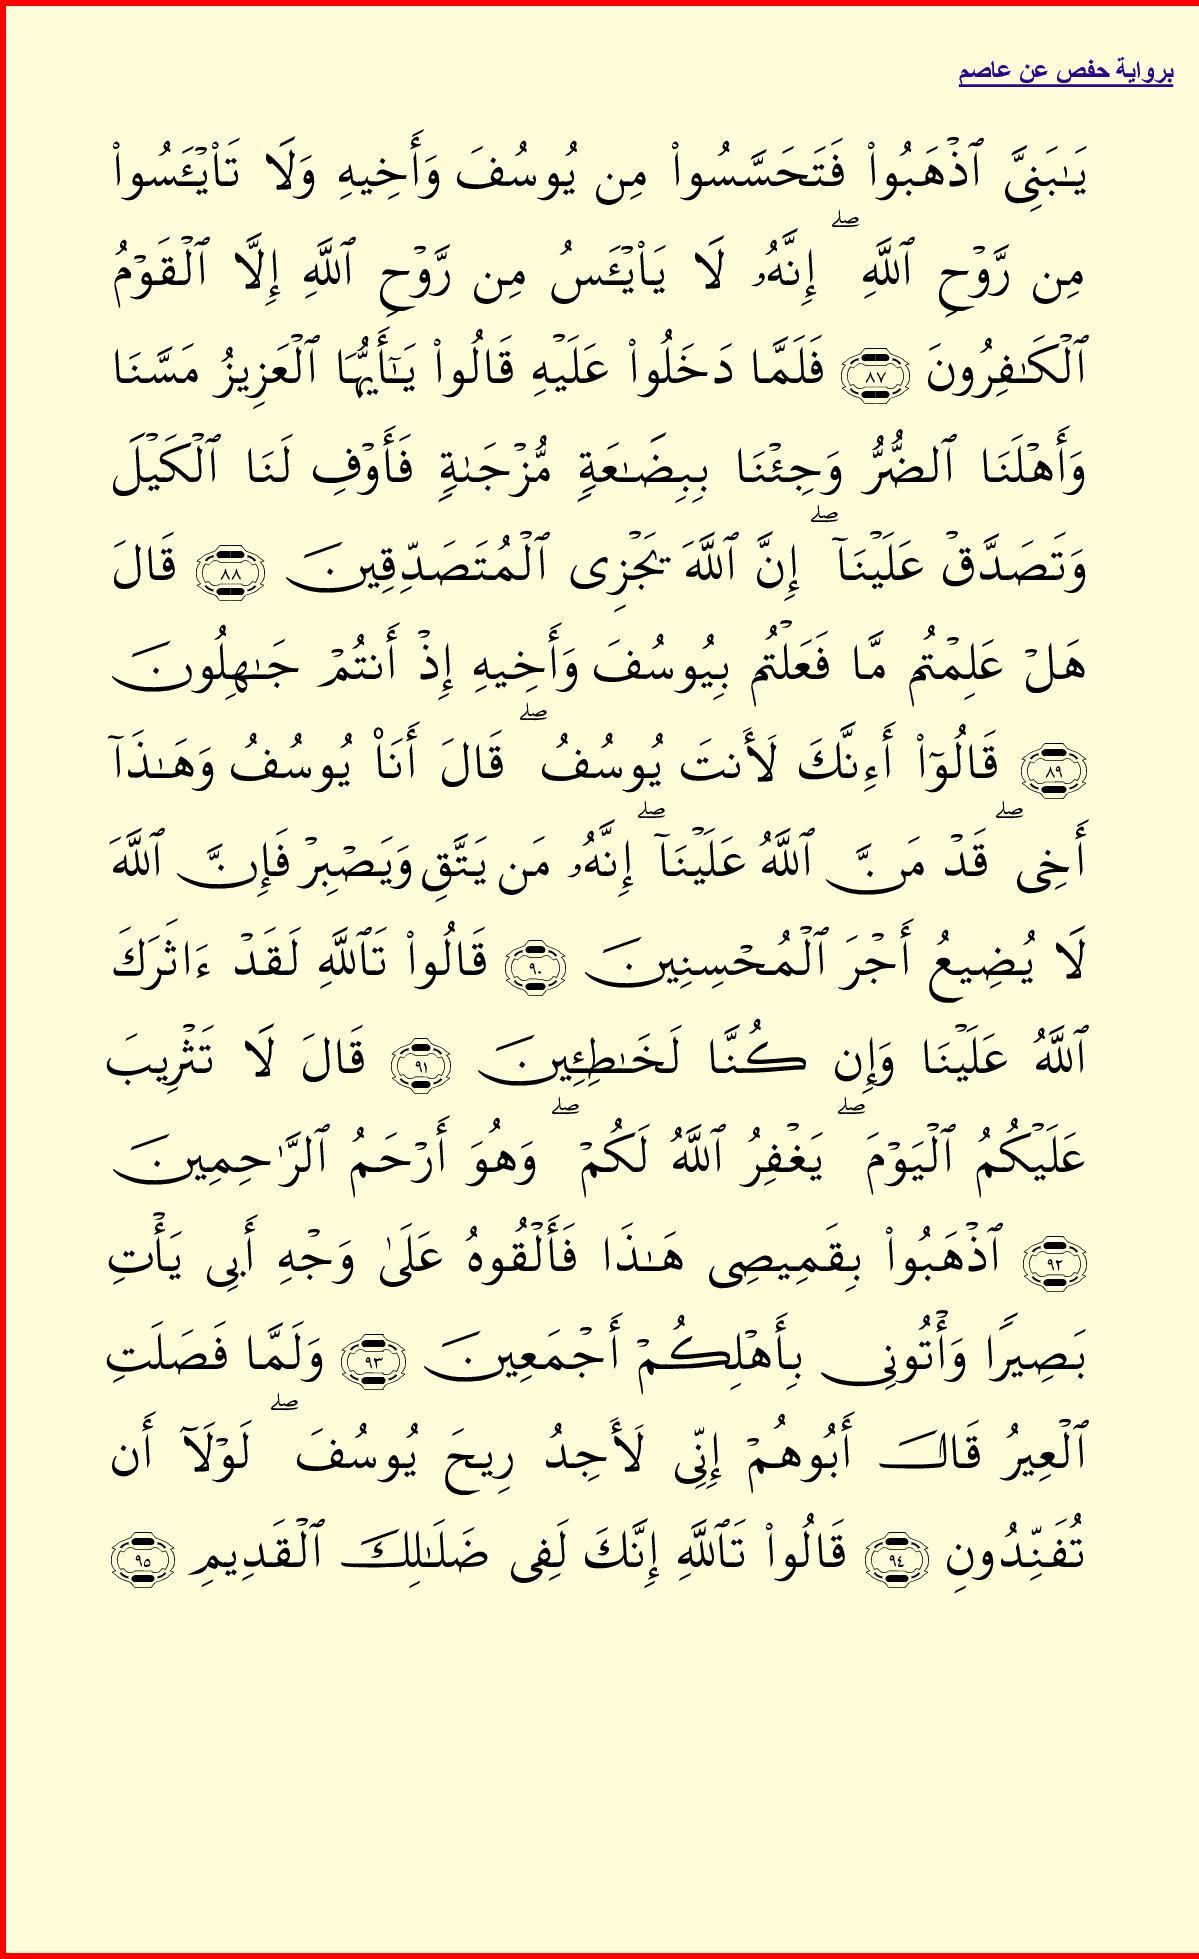 برواية حفص عن عاصم
يَـٰبَنِىَّ ٱذْهَبُوا۟ فَتَحَسَّسُوا۟ مِن يُوسُفَ وَأَخِيهِ وَلَا تَا۟يْـَٔسُوا۟
مِن رَّوْحِ ٱللَّهِ ۖ إِنَّهُۥ لَا يَا۟يْـَٔسُ مِن رَّوْحِ ٱللَّهِ إِلَّا ٱلْقَوْمُ
ٱلْكَـٰفِرُونَ ٨٧ فَلَمَّا دَخَلُوا۟ عَلَيْهِ قَالُوا۟ يَـٰٓأَيُّهَا ٱلْعَزِيزُ مَسَّنَا
وَأَهْلَنَا ٱلضُّرُّ وَجِئْنَا بِبِضَـٰعَةٍ مُّزْجَىٰةٍ فَأَوْفِ لَنَا ٱلْكَيْلَ
وَتَصَدَّقْ عَلَيْنَآ ۖ إِنَّ ٱللَّهَ يَجْزِى ٱلْمُتَصَدِّقِينَ ٨٨ قَالَ
هَلْ عَلِمْتُم مَّا فَعَلْتُم بِيُوسُفَ وَأَخِيهِ إِذْ أَنتُمْ جَـٰهِلُونَ
٨٩ قَالُوٓا۟ أَءِنَّكَ لَأَنتَ يُوسُفُ ۖ قَالَ أَنَا۠ يُوسُفُ وَهَـٰذَآ
أَخِى ۖ قَدْ مَنَّ ٱللَّهُ عَلَيْنَآ ۖ إِنَّهُۥ مَن يَتَّقِ وَيَصْبِرْ فَإِنَّ ٱللَّهَ
لَا يُضِيعُ أَجْرَ ٱلْمُحْسِنِينَ ٩٠ قَالُوا۟ تَٱللَّهِ لَقَدْ ءَاثَرَكَ
ٱللَّهُ عَلَيْنَا وَإِن كُنَّا لَخَـٰطِـِٔينَ ٩١ قَالَ لَا تَثْرِيبَ
عَلَيْكُمُ ٱلْيَوْمَ ۖ يَغْفِرُ ٱللَّهُ لَكُمْ ۖ وَهُوَ أَرْحَمُ ٱلرَّٰحِمِينَ
٩٢ ٱذْهَبُوا۟ بِقَمِيصِى هَـٰذَا فَأَلْقُوهُ عَلَىٰ وَجْهِ أَبِى يَأْتِ
بَصِيرًا وَأْتُونِى بِأَهْلِكُمْ أَجْمَعِينَ ٩٣ وَلَمَّا فَصَلَتِ
ٱلْعِيرُ قَالَ أَبُوهُمْ إِنِّى لَأَجِدُ رِيحَ يُوسُفَ ۖ لَوْلَآ أَن
تُفَنِّدُونِ ٩٤ قَالُوا۟ تَٱللَّهِ إِنَّكَ لَفِى ضَلَـٰلِكَ ٱلْقَدِيمِ ٩٥